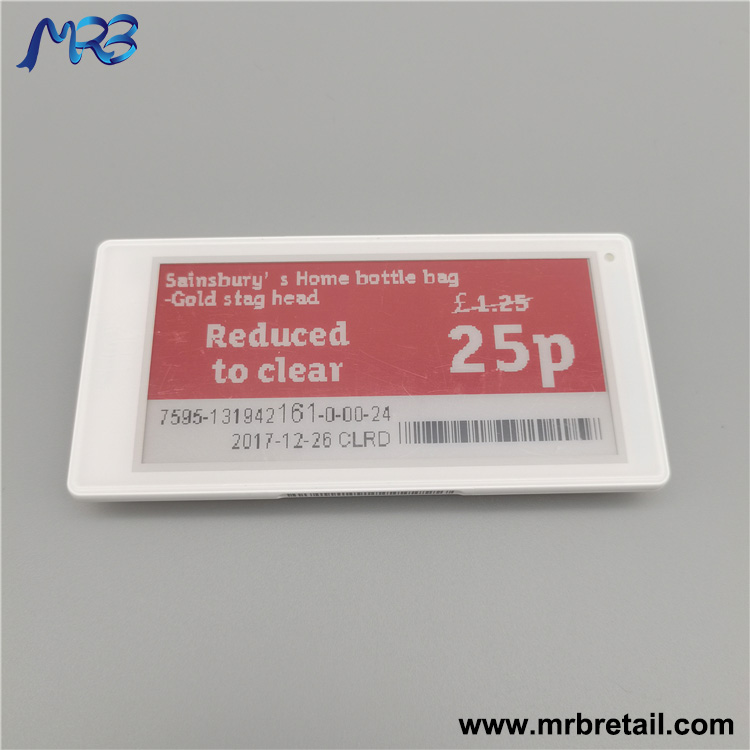 MRB
Sainsbury’ s Home bottle bag
-Gold stag head
£1.25
Reduced
to clear
25p
7595-131942161-0-00-24
2017-12-26 CLRD
www.mrbretail.com